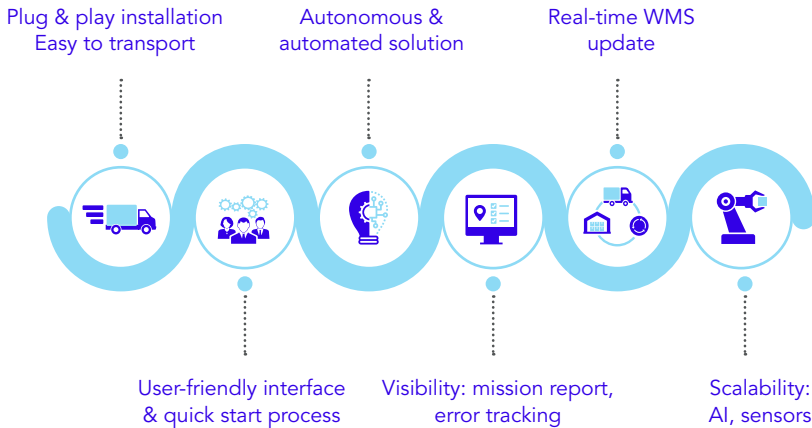 Plug & play installation
Easy to transport
Autonomous &
automated solution
Real-time WMS
update
User-friendly interface
& quick start process
Visibility: mission report,
error tracking
Scalability:
AI, sensors